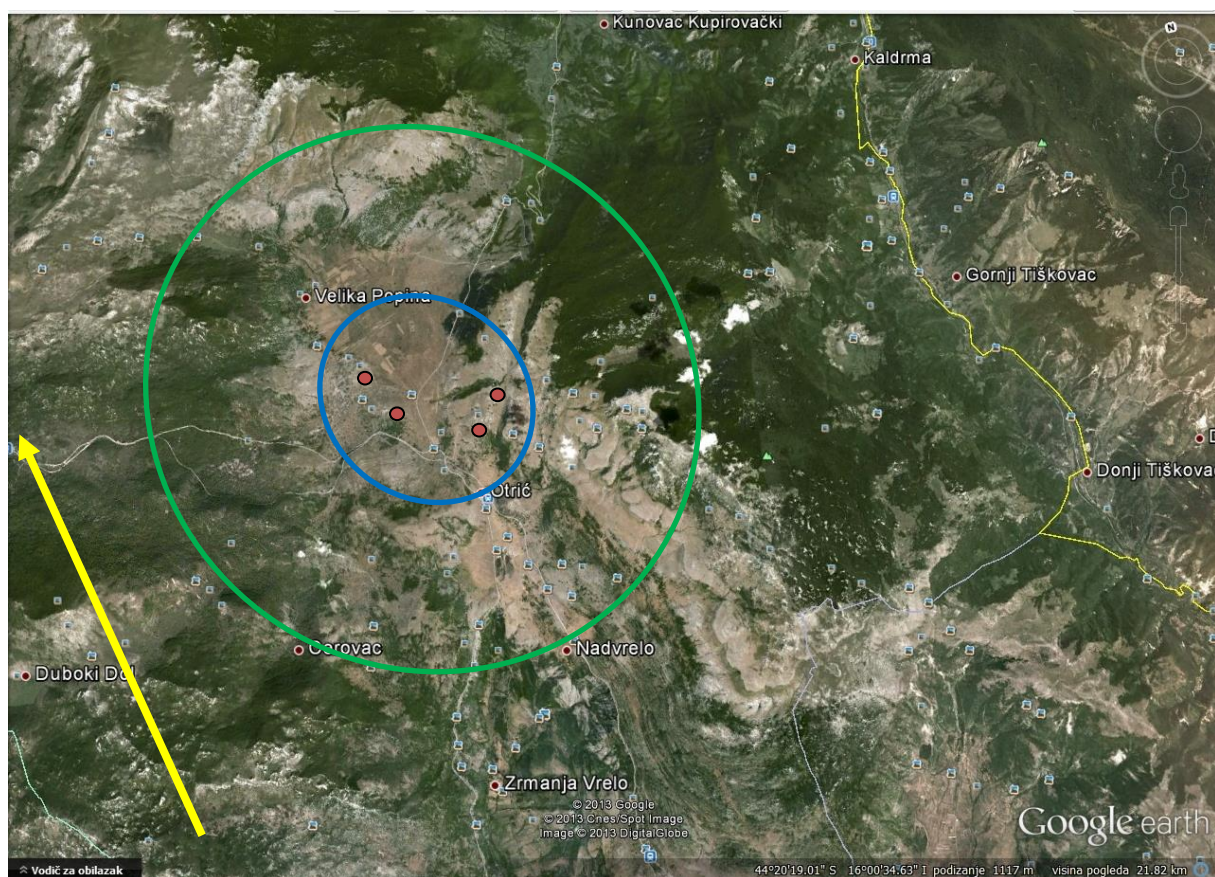 Kunovac Kupirovački
N
Kaldrma
Gornji Tiškovac
Velika Popina
D
Donji Tiškovac
Otrić
Nadvrelo
Duboki Dol
Zrmanja Vrelo
© 2013 Google
© 2013 Cnes/Spot Image
Image © 2013 DigitalGlobe
Google earth
Vodič za obilazak
44°20'19.01" S 16°00'34.63" I podizanje 1117 m visina pogleda 21.82 km